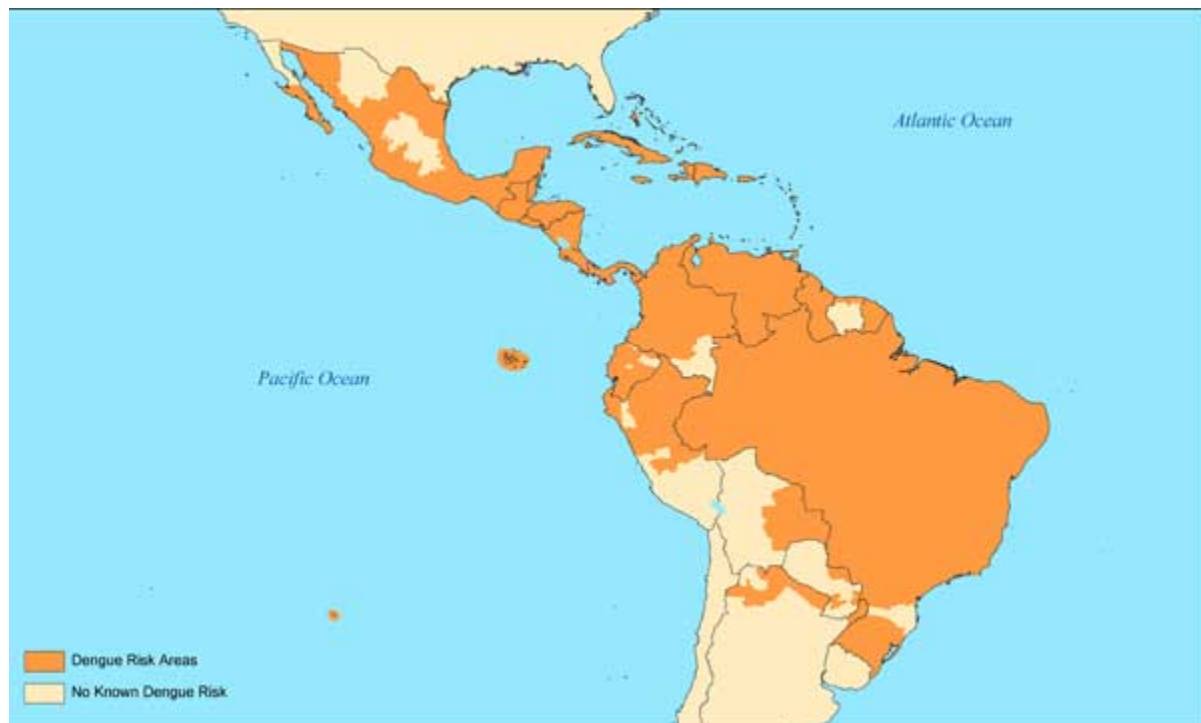 Atlantic Ocean
Pacific Ocean
Dengue Risk Areas
No Known Dengue Risk